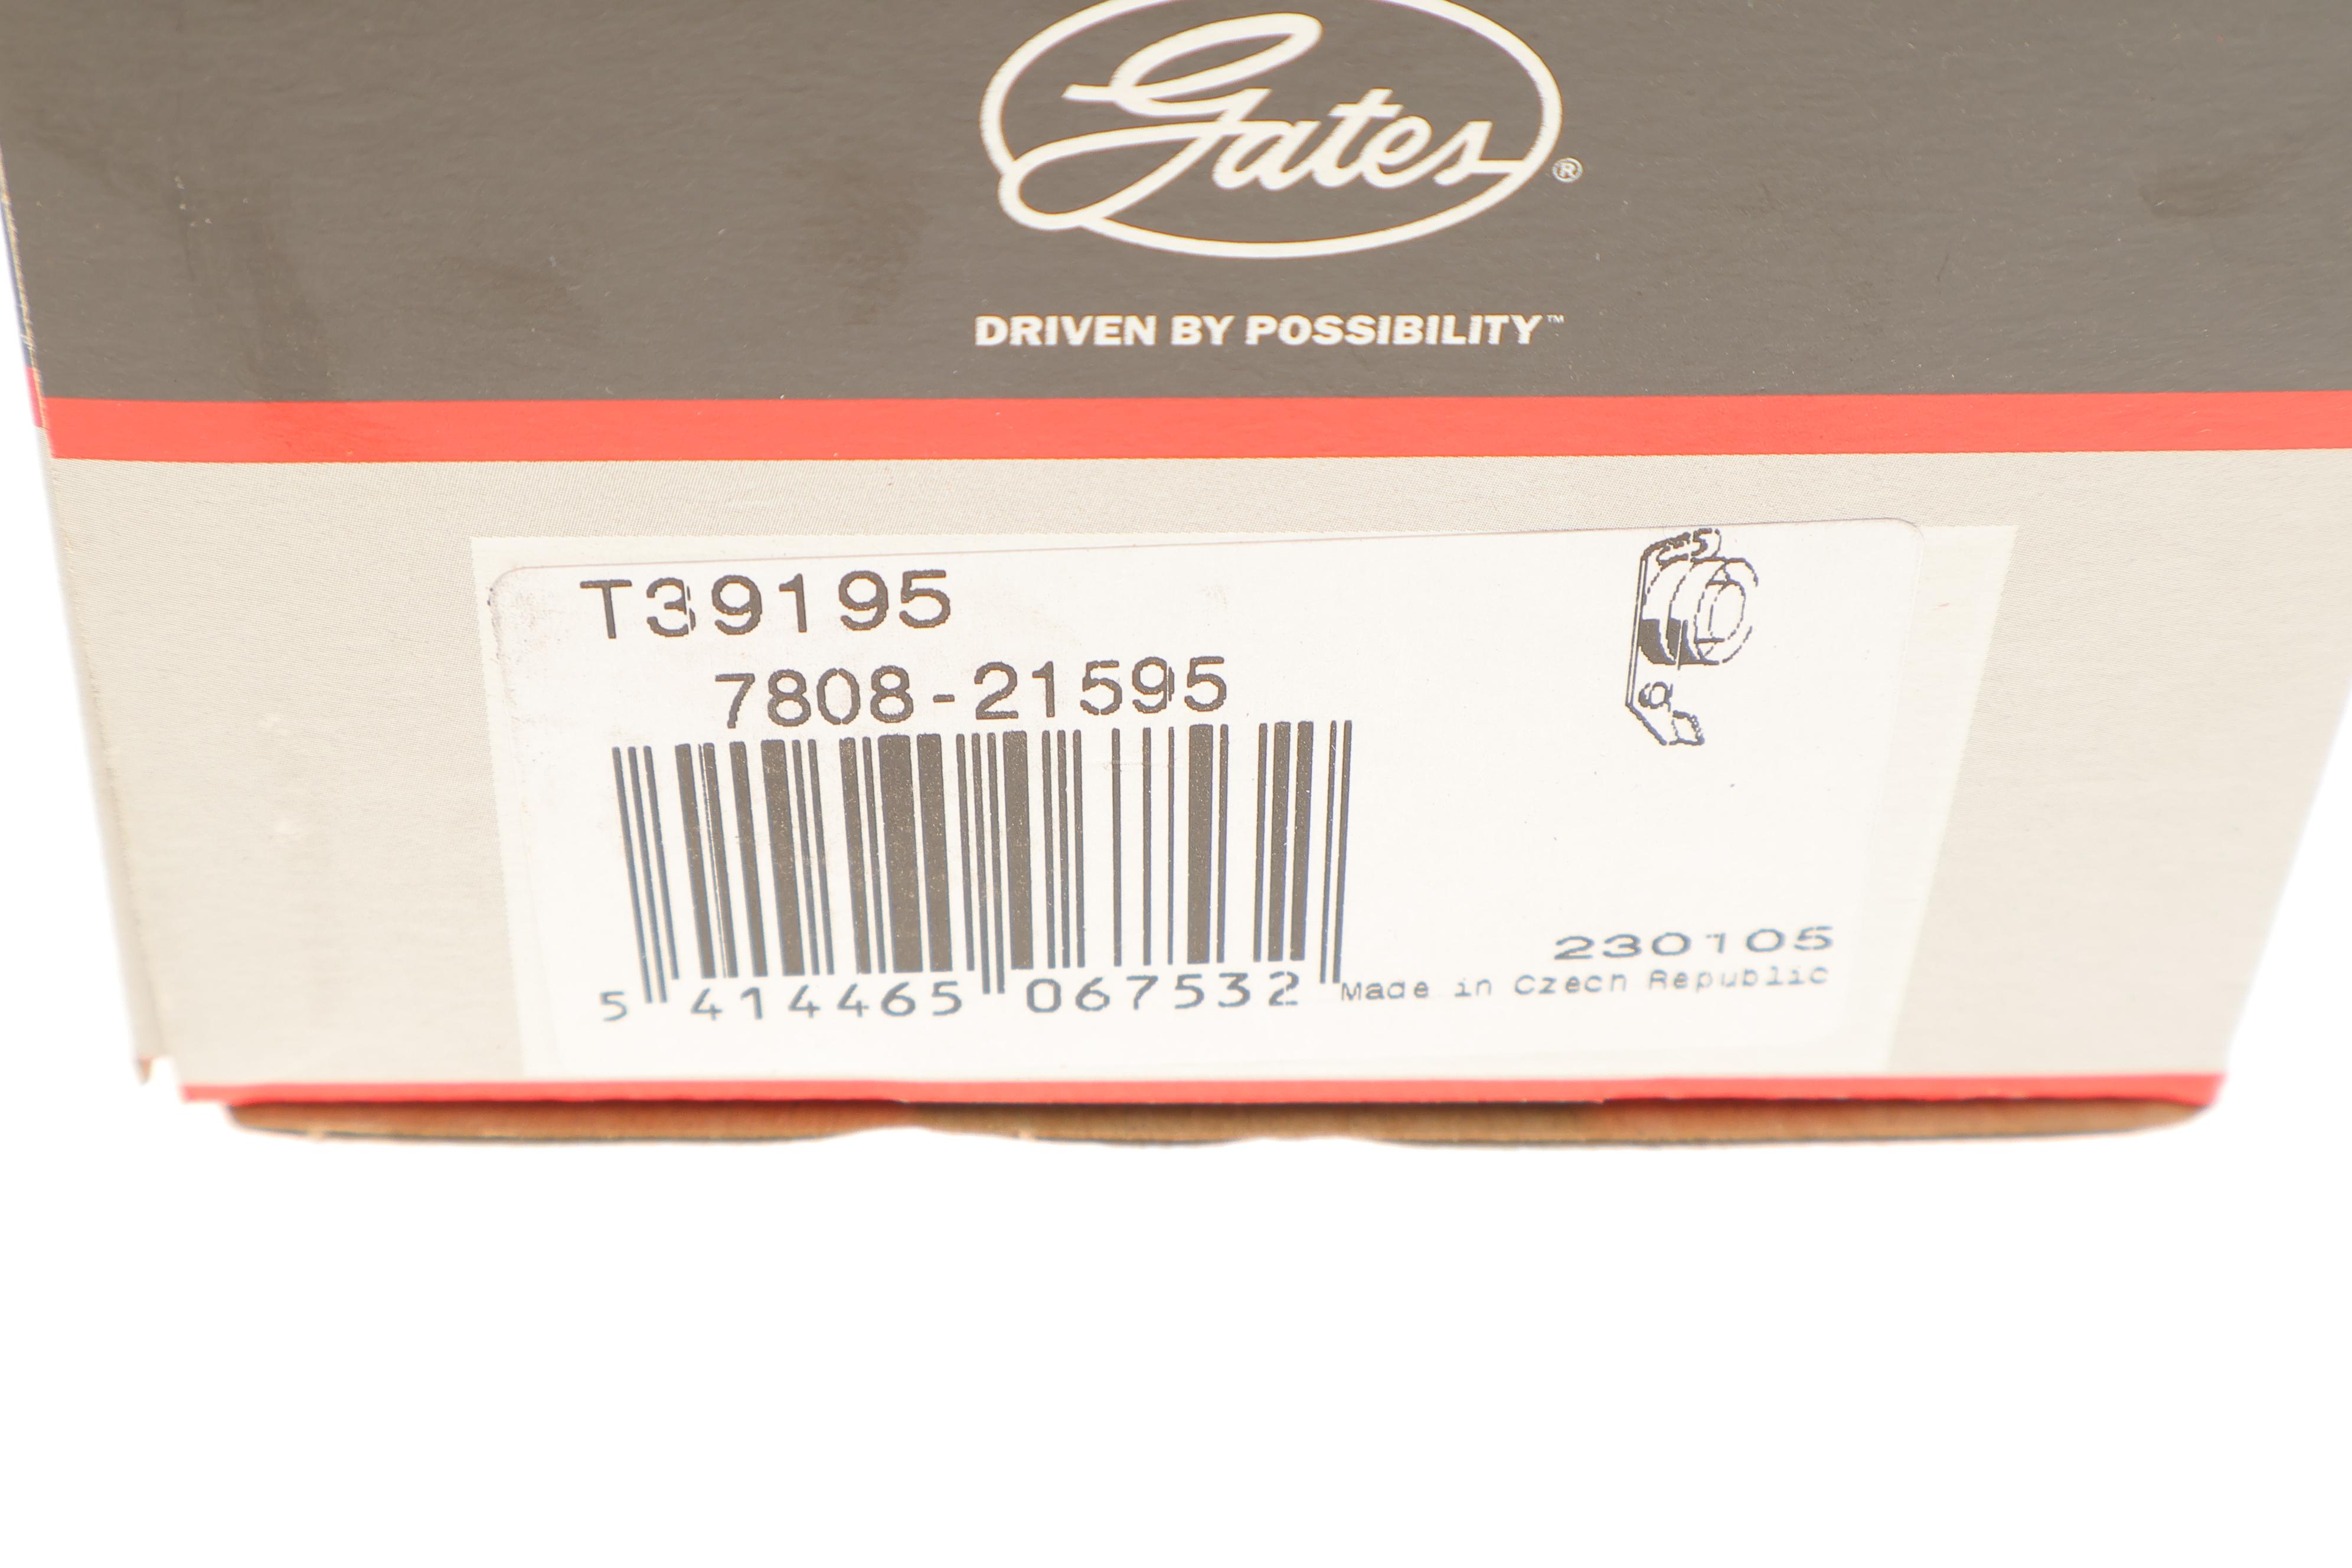 Gates®
DRIVEN BY POSSIBILITY™
T39195
7808-21595
5 414465 067532
230105
Made in Czech Republic